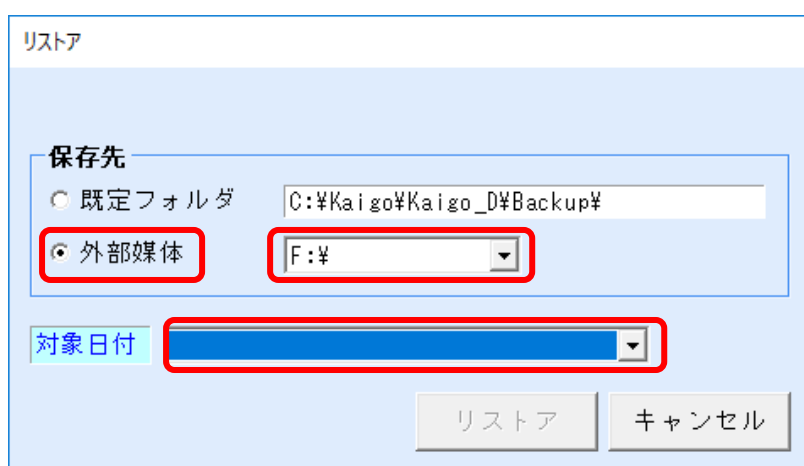 リストア
保存先
既定フォルダ C:¥Kaigo¥Kaigo_D¥Backup¥
外部媒体 F:¥
対象日付
リストア キャンセル